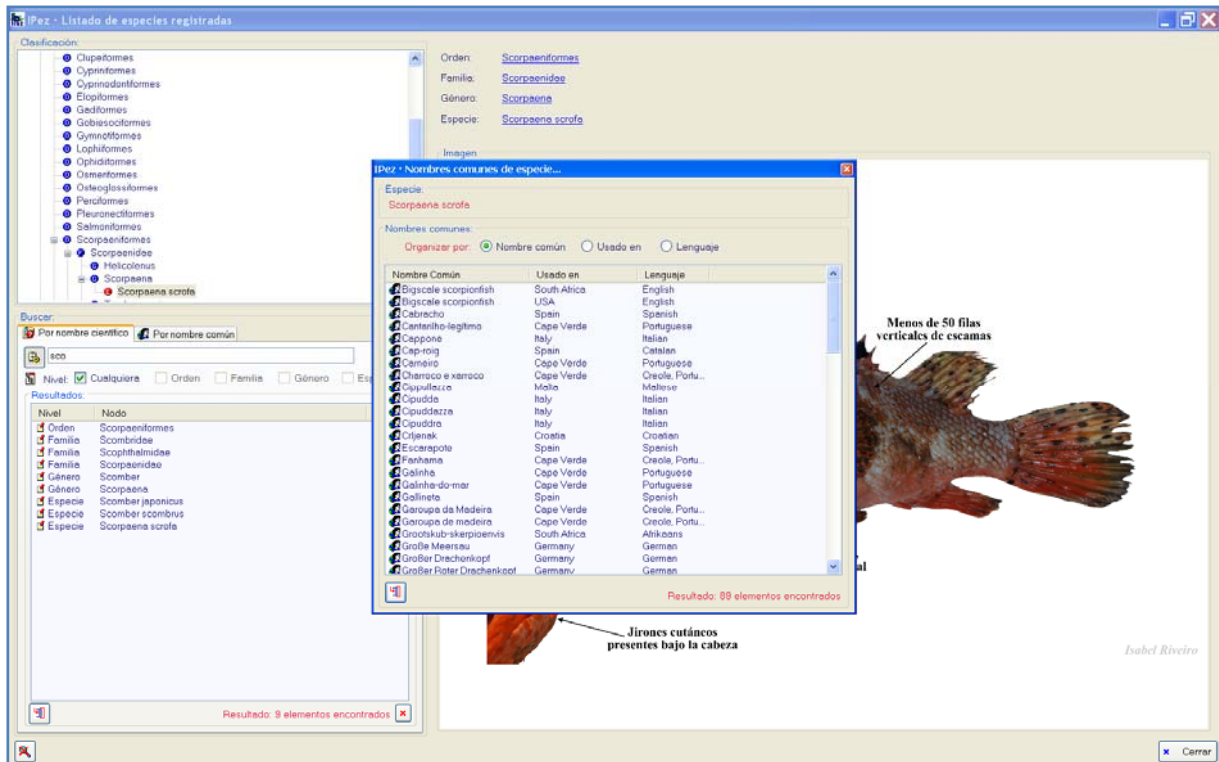 IPez · Listado de especies registradas
Clasificación:
Clupeiformes
Cypriniformes
Cyprinodontiformes
Elopiformes
Gadiformes
Gobiesociformes
Gymnotiformes
Lophiiformes
Ophidiiformes
Osmeriformes
Osteoglossiformes
Perciformes
Pleuronectiformes
Salmoniformes
Scorpaeniformes
Scorpaenidae
Helicolenus
Scorpaena
Scorpaena scrofa
Orden: Scorpaeniformes
Familia: Scorpaenidae
Género: Scorpaena
Especie: Scorpaena scrofa
Imagen
Buscar:
Por nombre científico Por nombre común
sco
Nivel: Cualquiera Orden Familia Género Esp
Resultados:
Nivel Nodo
Orden Scorpaeniformes
Familia Scombridae
Familia Scophthalmidae
Familia Scorpaenidae
Género Scomber
Género Scorpaena
Especie Scomber japonicus
Especie Scomber scombrus
Especie Scorpaena scrofa
Resultado: 9 elementos encontrados
IPez · Nombres comunes de especie...
Especie:
Scorpaena scrofa
Nombres comunes:
Organizar por: Nombre común Usado en Lenguaje
Nombre Común Usado en Lenguaje
Bigscale scorpionfish South Africa English
Bigscale scorpionfish USA English
Cabracho Spain Spanish
Cantarilho-legítimo Cape Verde Portuguese
Cappone Italy Italian
Cap-roig Spain Catalan
Carneiro Cape Verde Portuguese
Charroco e xarroco Cape Verde Creole, Portu...
Cippullazza Malta Maltese
Cipudda Italy Italian
Cipuddazza Italy Italian
Cipuddra Italy Italian
Crljenak Croatia Croatian
Escarapote Spain Spanish
Fanhama Cape Verde Creole, Portu...
Galinha Cape Verde Portuguese
Galinha-do-mar Cape Verde Portuguese
Gallineta Spain Spanish
Garoupa da Madeira Cape Verde Creole, Portu...
Garoupa de madeira Cape Verde Creole, Portu...
Grootskub-skerpioenvis South Africa Afrikaans
Große Meersau Germany German
Großer Drachenkopf Germany German
Großer Roter Drachenkopf Germany German
Resultado: 89 elementos encontrados
Menos de 50 filas
verticales de escamas
al
Jirones cutáneos
presentes bajo la cabeza
Isabel Riveiro
Cerrar